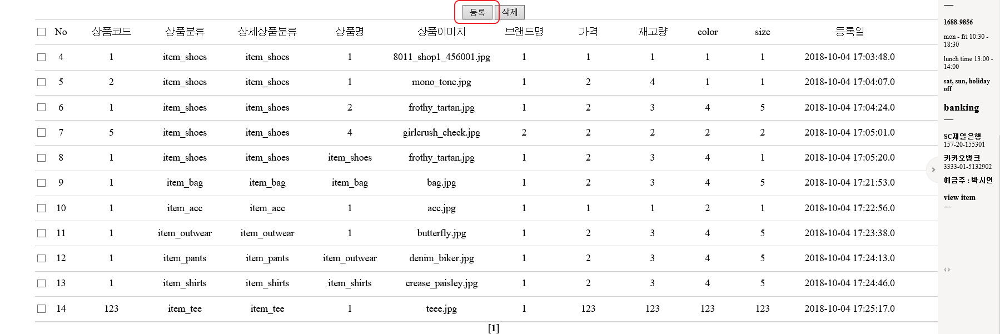 등록 삭제
No 상품코드 상품분류 상세상품분류 상품명 상품이미지 브랜드명 가격 재고량 color size 등록일
4 1 item_shoes item_shoes 1 8011_shop1_456001.jpg 1 1 1 1 1 2018-10-04 17:03:48.0
5 2 item_shoes item_shoes 1 mono_tone.jpg 1 2 4 1 1 2018-10-04 17:04:07.0
6 1 item_shoes item_shoes 2 frothy_tartan.jpg 1 2 3 4 5 2018-10-04 17:04:24.0
7 5 item_shoes item_shoes 4 girlcrush_check.jpg 2 2 2 2 2 2018-10-04 17:05:01.0
8 1 item_shoes item_shoes item_shoes frothy_tartan.jpg 1 2 3 4 1 2018-10-04 17:05:20.0
9 1 item_bag item_bag item_bag bag.jpg 1 2 3 4 5 2018-10-04 17:21:53.0
10 1 item_acc item_acc 1 acc.jpg 1 1 1 2 1 2018-10-04 17:22:56.0
11 1 item_outwear item_outwear 1 butterfly.jpg 1 2 3 4 5 2018-10-04 17:23:38.0
12 1 item_pants item_pants item_outwear denim_biker.jpg 1 2 3 4 5 2018-10-04 17:24:13.0
13 1 item_shirts item_shirts item_shirts crease_paisley.jpg 1 2 3 4 5 2018-10-04 17:24:46.0
14 123 item_tee item_tee 1 teee.jpg 1 123 123 123 123 2018-10-04 17:25:17.0
[1]
1688-9856
mon - fri 10:30 -
18:30
lunch time 13:00 -
14:00
sat, sun, holiday
off
banking
SC제일은행
157-20-155301
카카오뱅크
3333-01-5132902
예금주 : 박시연
view item